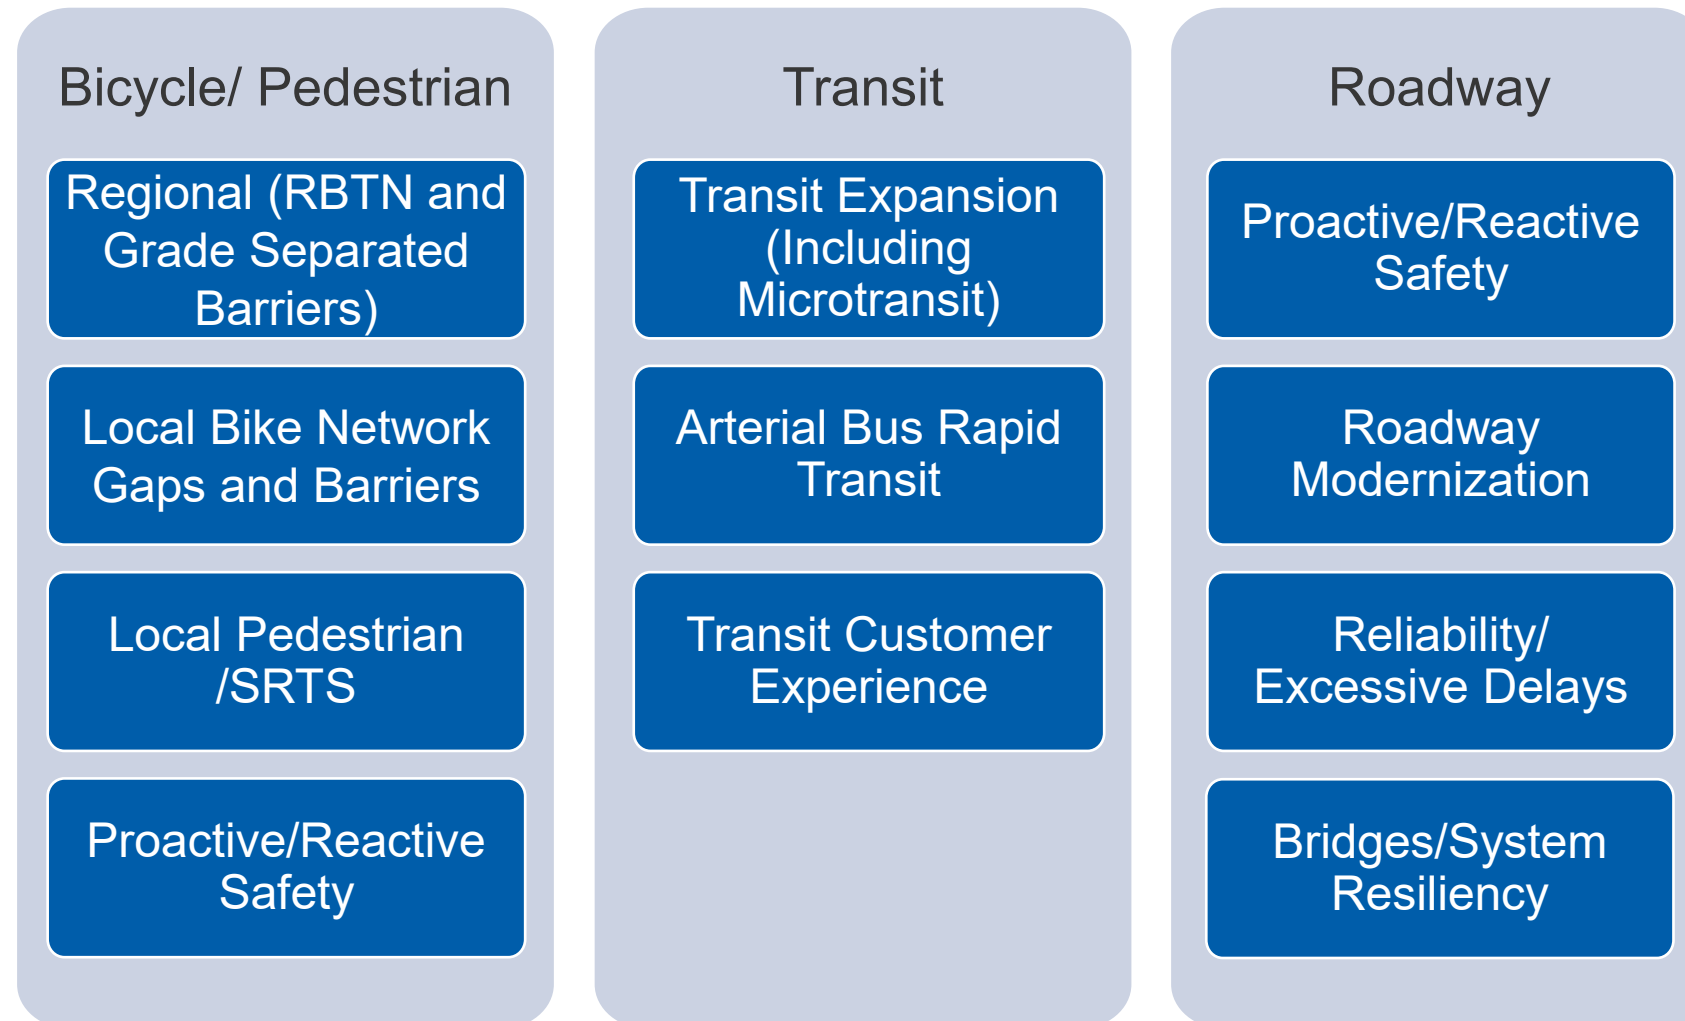 Bicycle/ Pedestrian
Regional (RBTN and
Grade Separated
Barriers)
Local Bike Network
Gaps and Barriers
Local Pedestrian
/SRTS
Proactive/Reactive
Safety
Transit
Transit Expansion
(Including
Microtransit)
Arterial Bus Rapid
Transit
Transit Customer
Experience
Roadway
Proactive/Reactive
Safety
Roadway
Modernization
Reliability/
Excessive Delays
Bridges/System
Resiliency